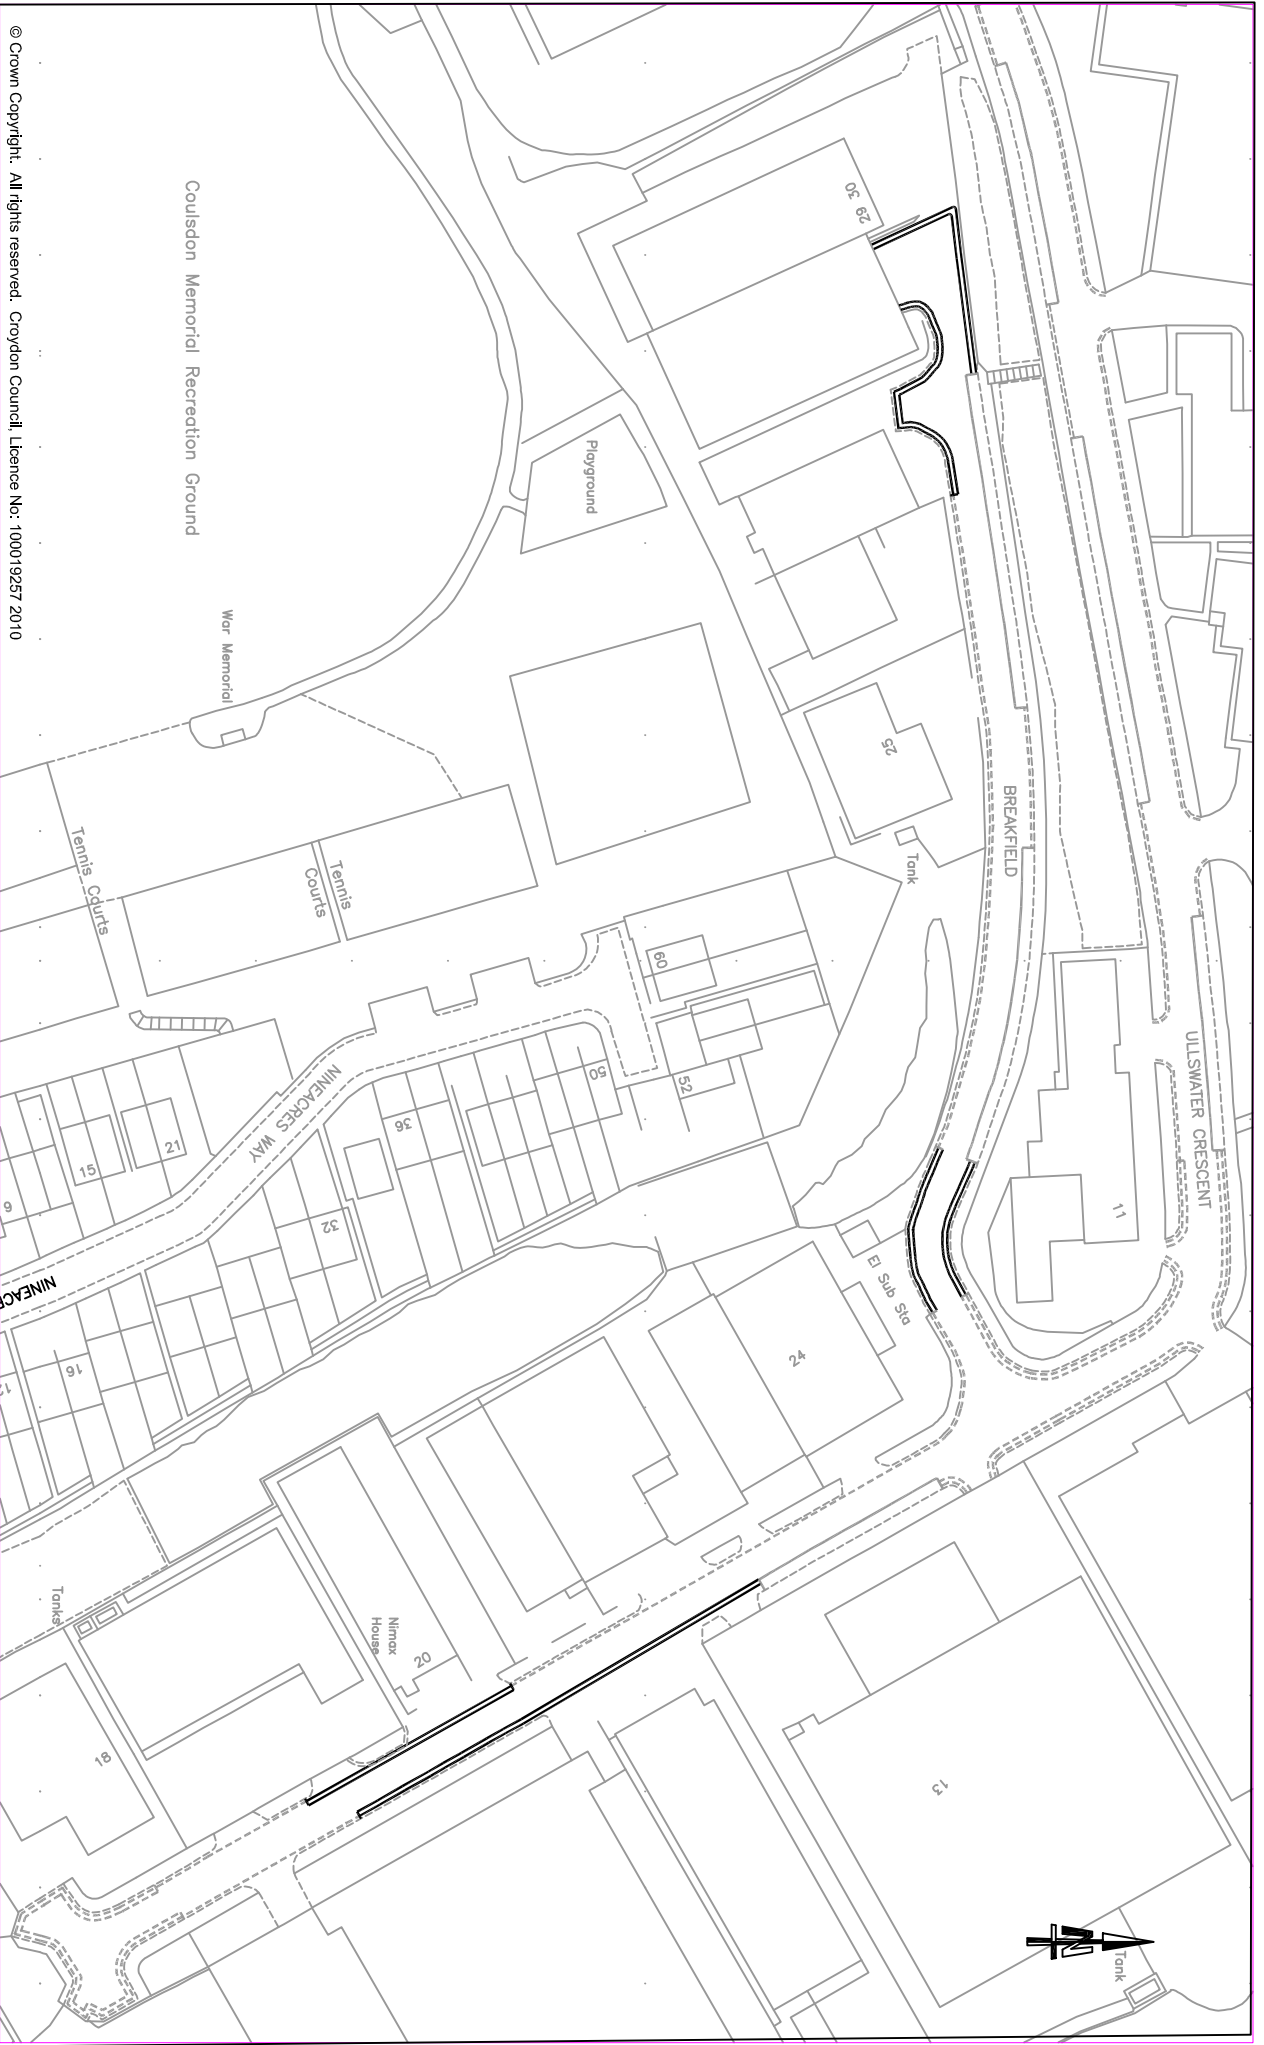 © Crown Copyright. All rights reserved. Croydon Council, Licence No: 100019257 2010
Coulsdon Memorial Recreation Ground
War Memorial
Playground
29 30
25
Tank
BREAKFIELD
ULLSWATER CRESCENT
11
Tennis Courts
Tennis
Courts
60
52
50
36
32
21
15
9
16
NINEACRES WAY
NINEACRE
El Sub Sta
24
Nimax
House
20
Tanks
18
13
Tank
N